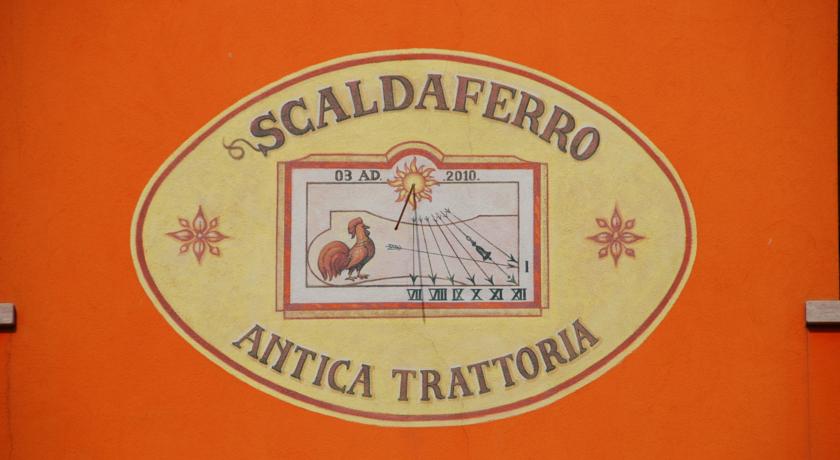 SCALDAFERRO
03 AD. 2010.
I
VII VIII IX X XI XII
ANTICA TRATTORIA